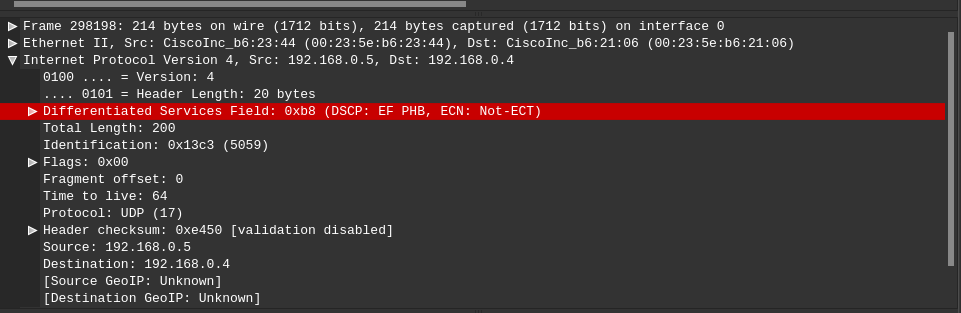 Frame 298198: 214 bytes on wire (1712 bits), 214 bytes captured (1712 bits) on interface 0
Ethernet II, Src: CiscoInc_b6:23:44 (00:23:5e:b6:23:44), Dst: CiscoInc_b6:21:06 (00:23:5e:b6:21:06)
Internet Protocol Version 4, Src: 192.168.0.5, Dst: 192.168.0.4
0100 .... = Version: 4
.... 0101 = Header Length: 20 bytes
Differentiated Services Field: 0xb8 (DSCP: EF PHB, ECN: Not-ECT)
Total Length: 200
Identification: 0x13c3 (5059)
Flags: 0x00
Fragment offset: 0
Time to live: 64
Protocol: UDP (17)
Header checksum: 0xe450 [validation disabled]
Source: 192.168.0.5
Destination: 192.168.0.4
[Source GeoIP: Unknown]
[Destination GeoIP: Unknown]